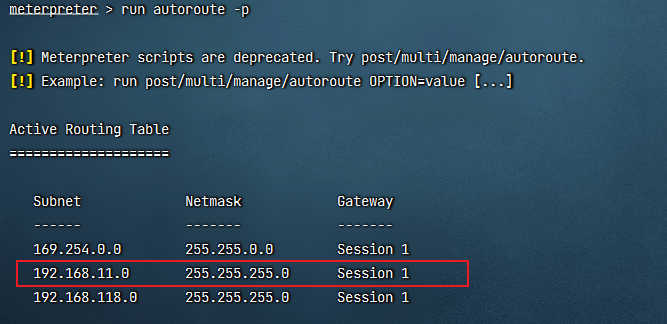 meterpreter > run autoroute -p
[!] Meterpreter scripts are deprecated. Try post/multi/manage/autoroute.
[!] Example: run post/multi/manage/autoroute OPTION=value [...]
Active Routing Table
====================
Subnet Netmask Gateway
------ ------- -------
169.254.0.0 255.255.0.0 Session 1
192.168.11.0 255.255.255.0 Session 1
192.168.118.0 255.255.255.0 Session 1